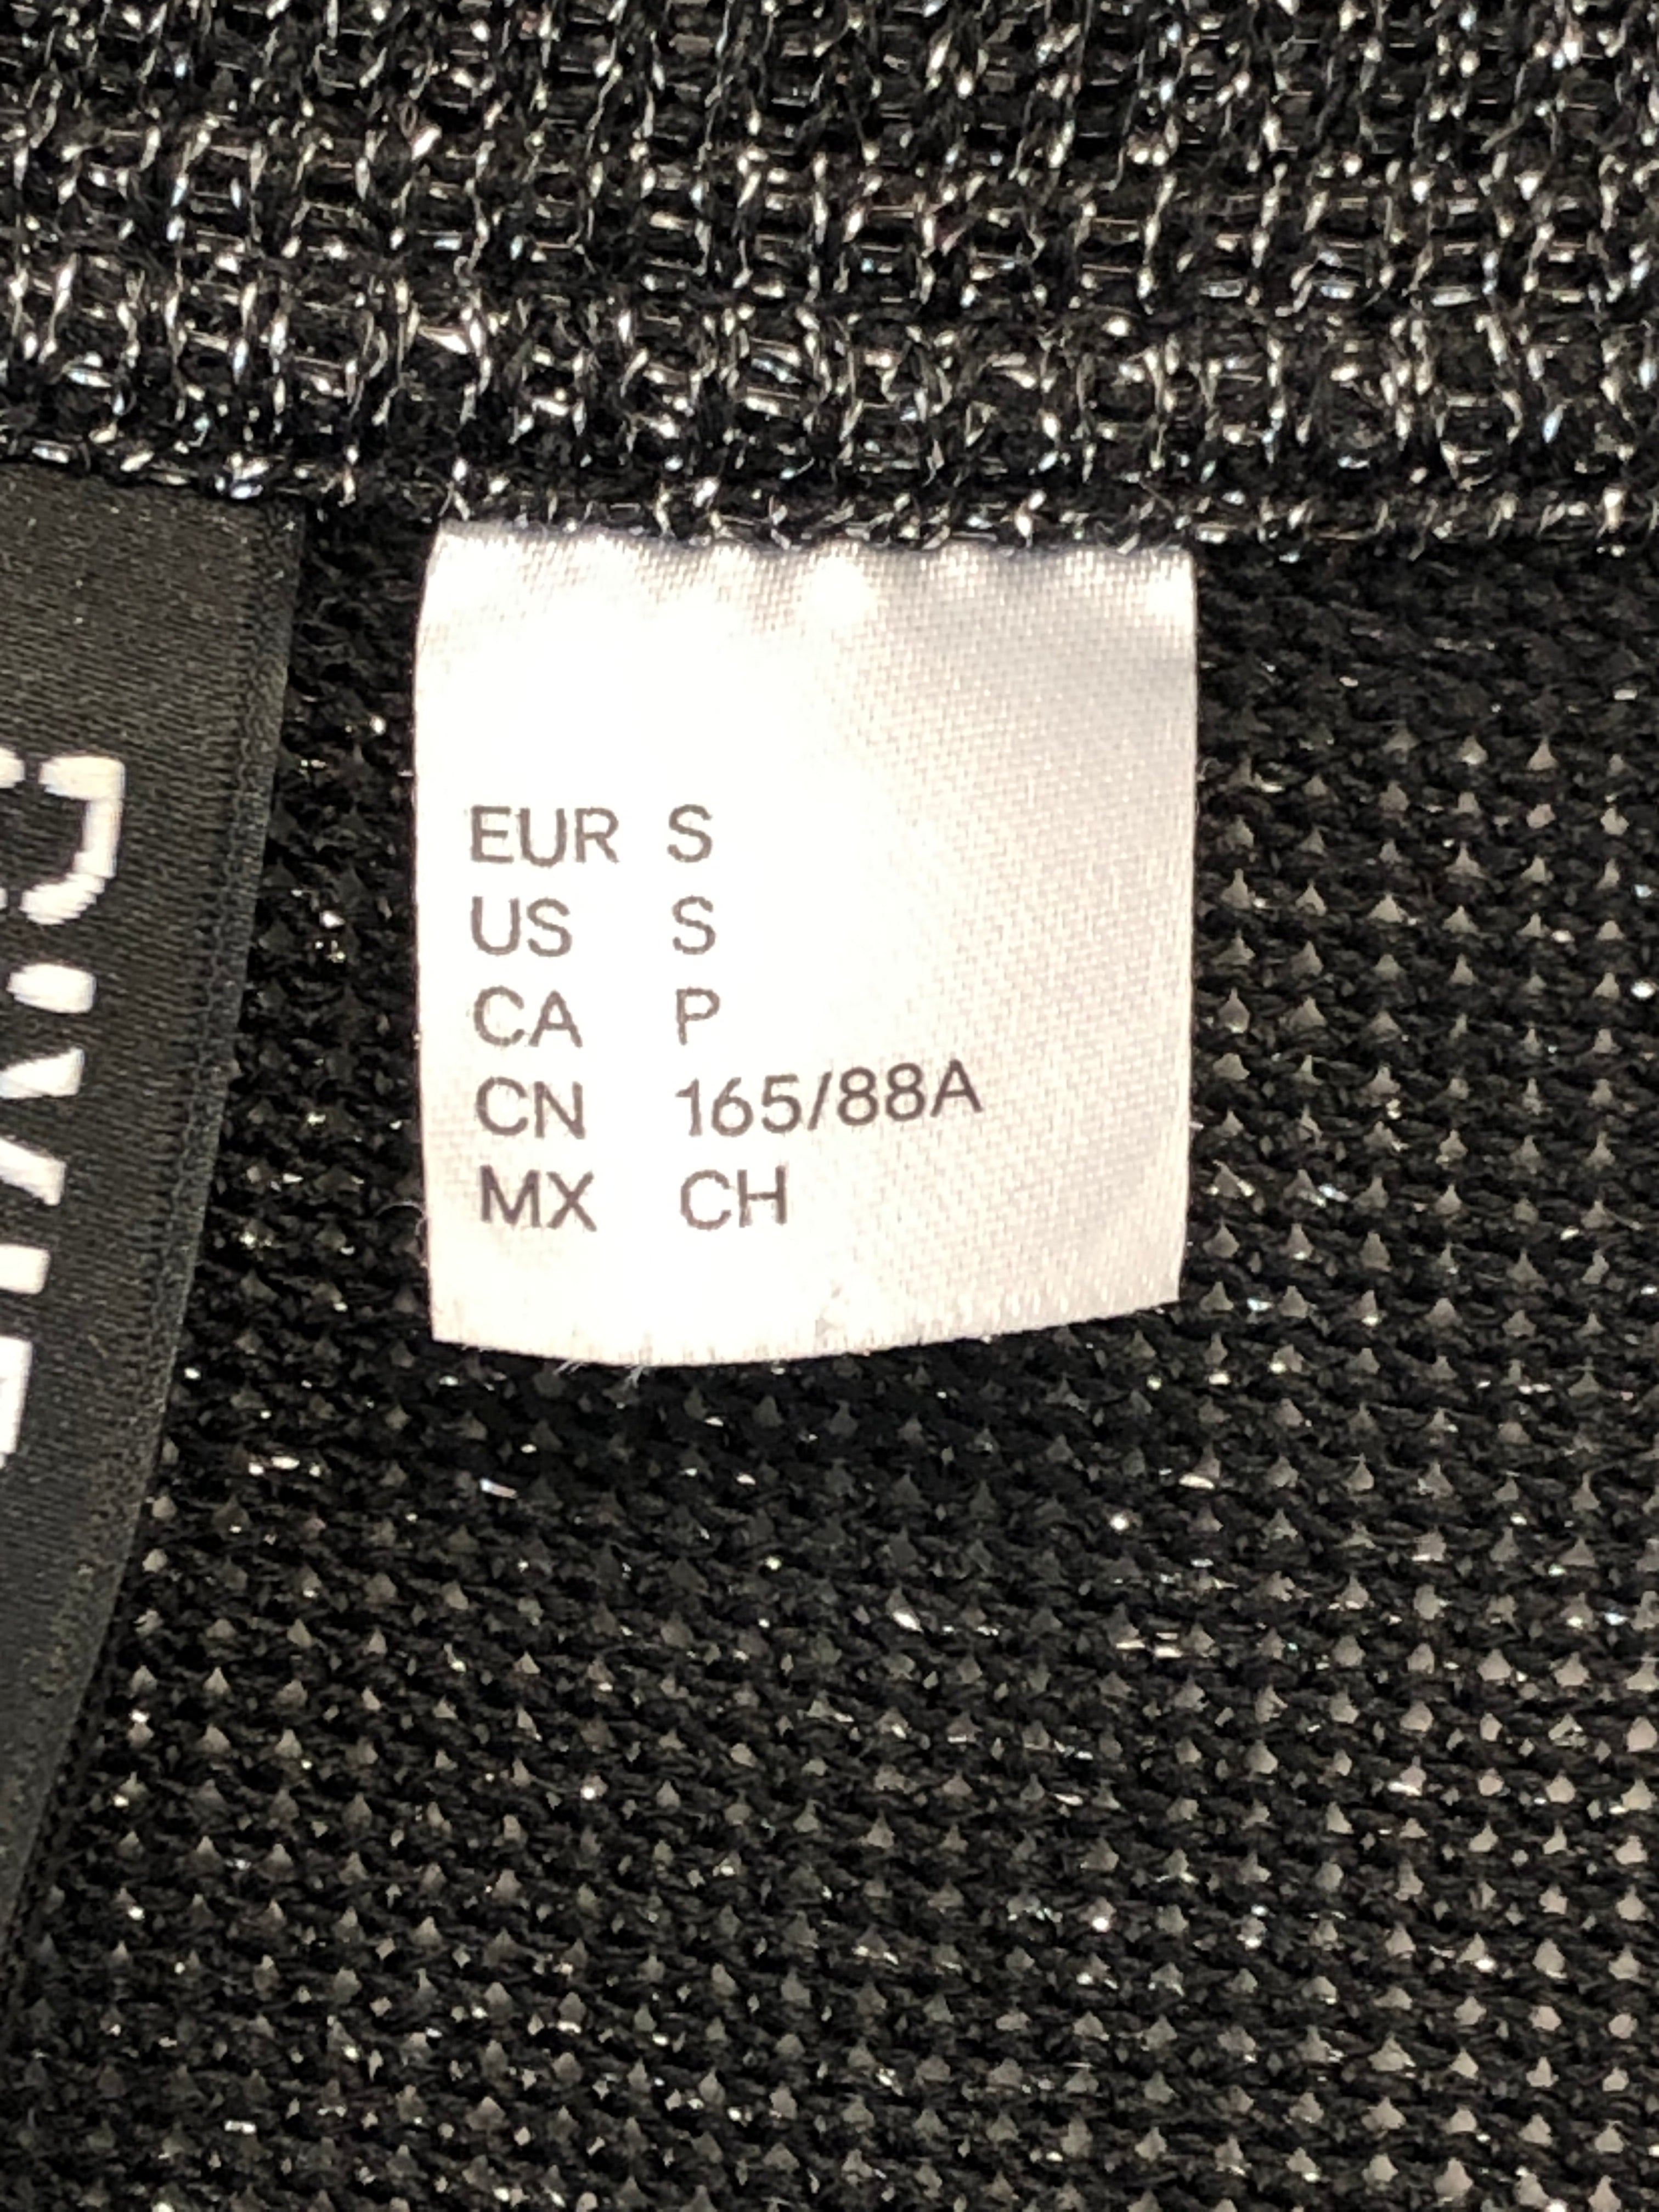 EUR S
US S
CA P
CN 165/88A
MX CH